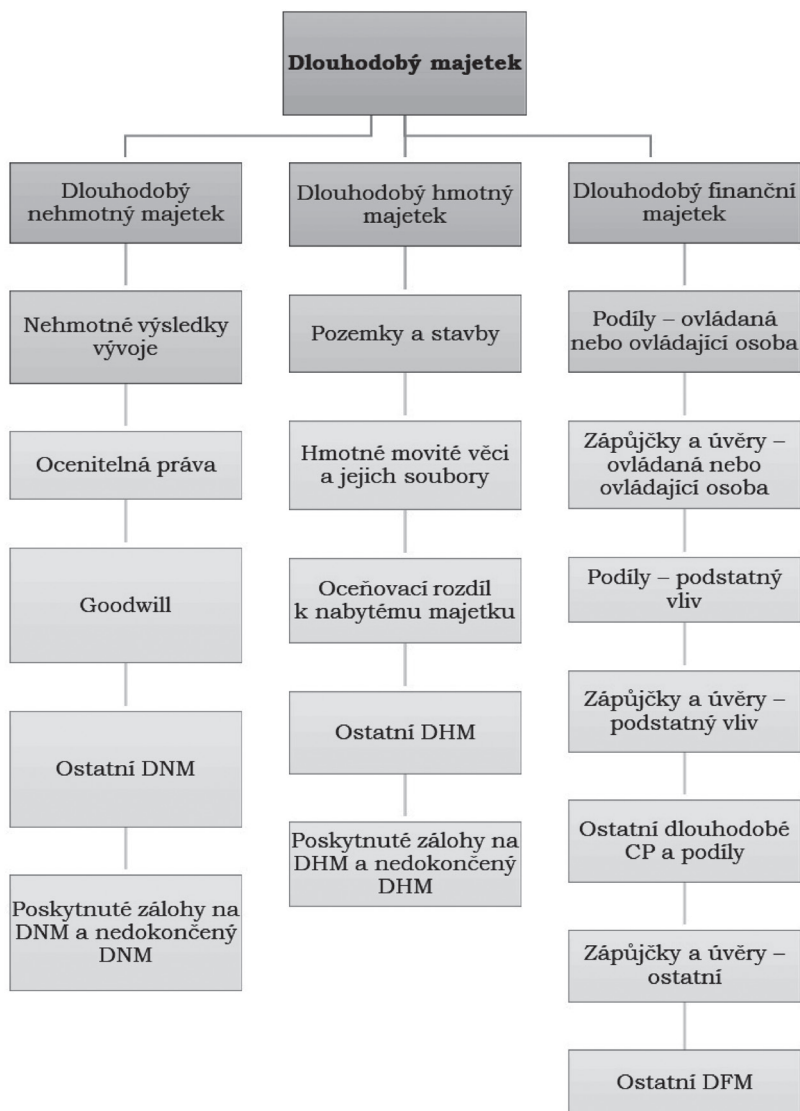 Dlouhodobý majetek
Dlouhodobý
nehmotný majetek
Nehmotné výsledky
vývoje
Ocenitelná práva
Goodwill
Ostatní DNM
Poskytnuté zálohy na
DNM a nedokončený
DNM
Dlouhodobý hmotný
majetek
Pozemky a stavby
Hmotné movité věci
a jejich soubory
Oceňovací rozdíl
k nabytému majetku
Ostatní DHM
Poskytnuté zálohy na
DHM a nedokončený
DHM
Dlouhodobý finanční
majetek
Podíly – ovládaná
nebo ovládající osoba
Zápůjčky a úvěry –
ovládaná nebo
ovládající osoba
Podíly – podstatný
vliv
Zápůjčky a úvěry –
podstatný vliv
Ostatní dlouhodobé
CP a podíly
Zápůjčky a úvěry –
ostatní
Ostatní DFM